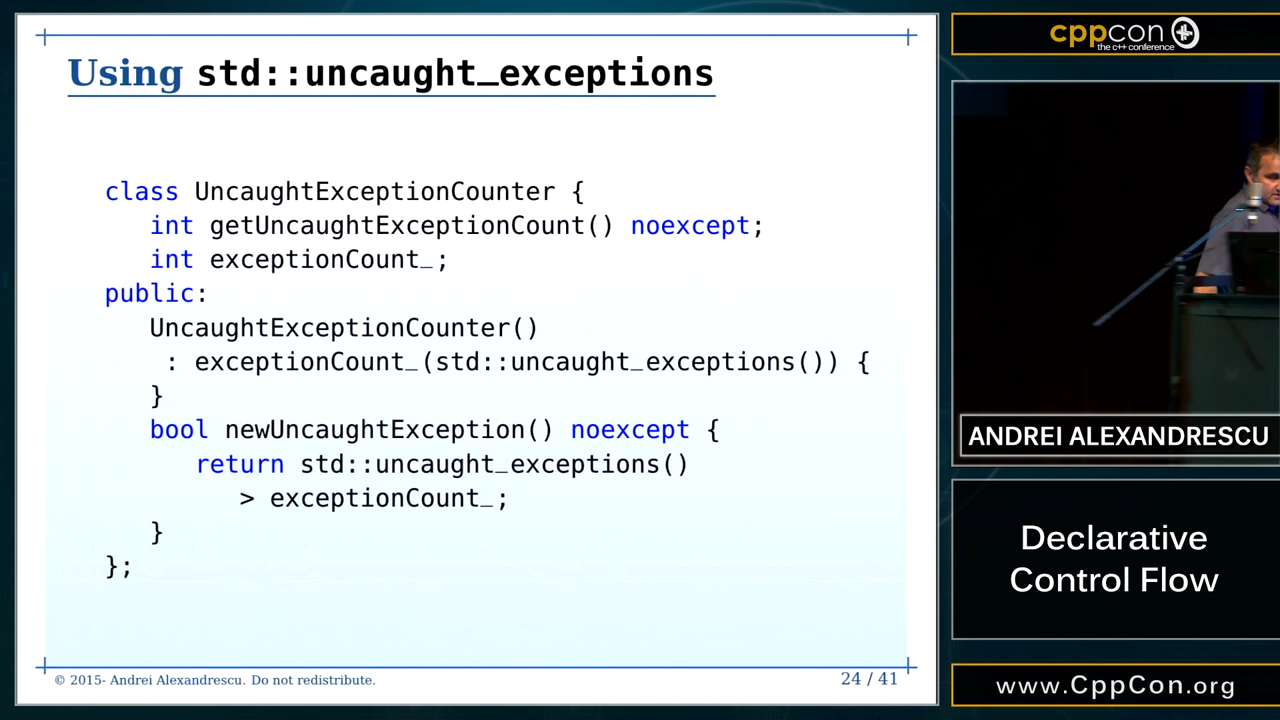 Using std::uncaught_exceptions
class UncaughtExceptionCounter {
int getUncaughtExceptionCount() noexcept;
int exceptionCount_;
public:
UncaughtExceptionCounter()
: exceptionCount_(std::uncaught_exceptions()) {
}
bool newUncaughtException() noexcept {
return std::uncaught_exceptions()
> exceptionCount_;
}
};
© 2015- Andrei Alexandrescu. Do not redistribute.
24 / 41
cppcon
the c++ conference
ANDREI ALEXANDRESCU
Declarative
Control Flow
www.CppCon.org